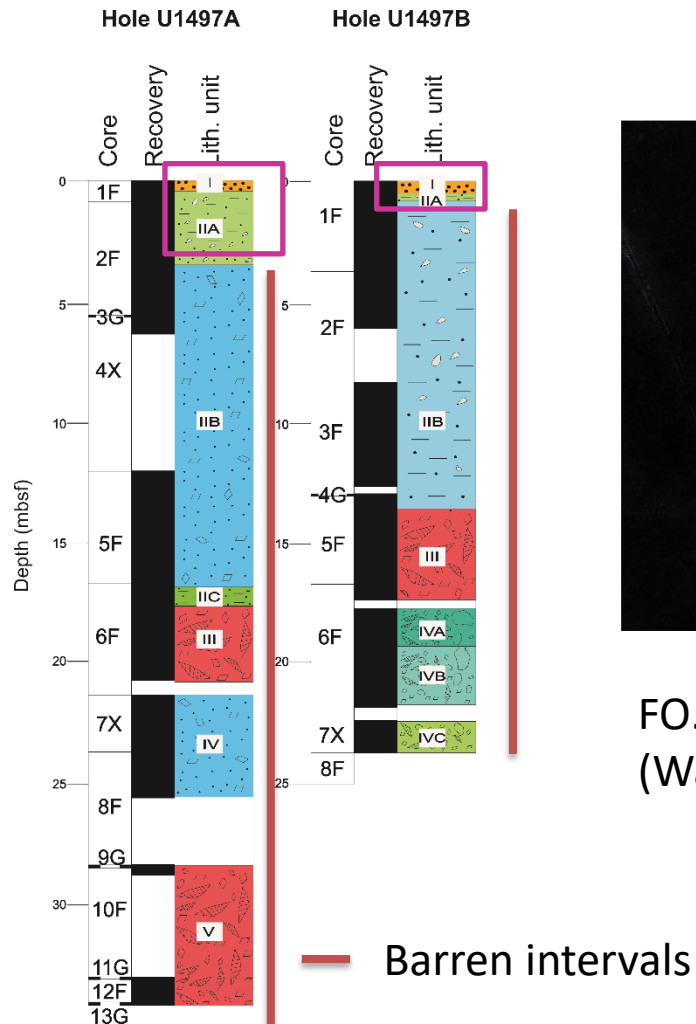 Hole U1497A
Hole U1497B
Core
Recovery
Lith. unit
Core
Recovery
Lith. unit
Depth (mbsf)
0
5
10
15
20
25
30
1F
2F
3G
4X
5F
6F
7X
8F
9G
10F
11G
12F
13G
I
IIA
IIB
IIC
III
IV
V
0
5
10
15
20
25
1F
2F
3F
4G
5F
6F
7X
8F
I
IIA
IIB
III
IVA
IVB
IVC
FO.
Barren intervals